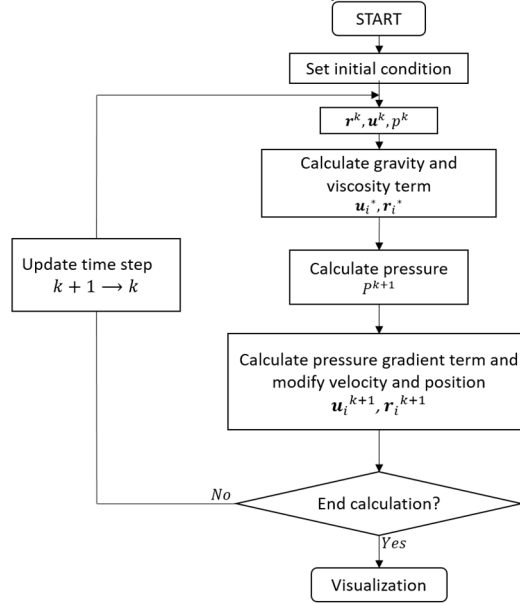 START
Set initial condition
r^k, u^k, p^k
Calculate gravity and
viscosity term
u_i^*, r_i^*
Update time step
k + 1 → k
Calculate pressure
P^{k+1}
Calculate pressure gradient term and
modify velocity and position
u_i^{k+1}, r_i^{k+1}
No
End calculation?
Yes
Visualization